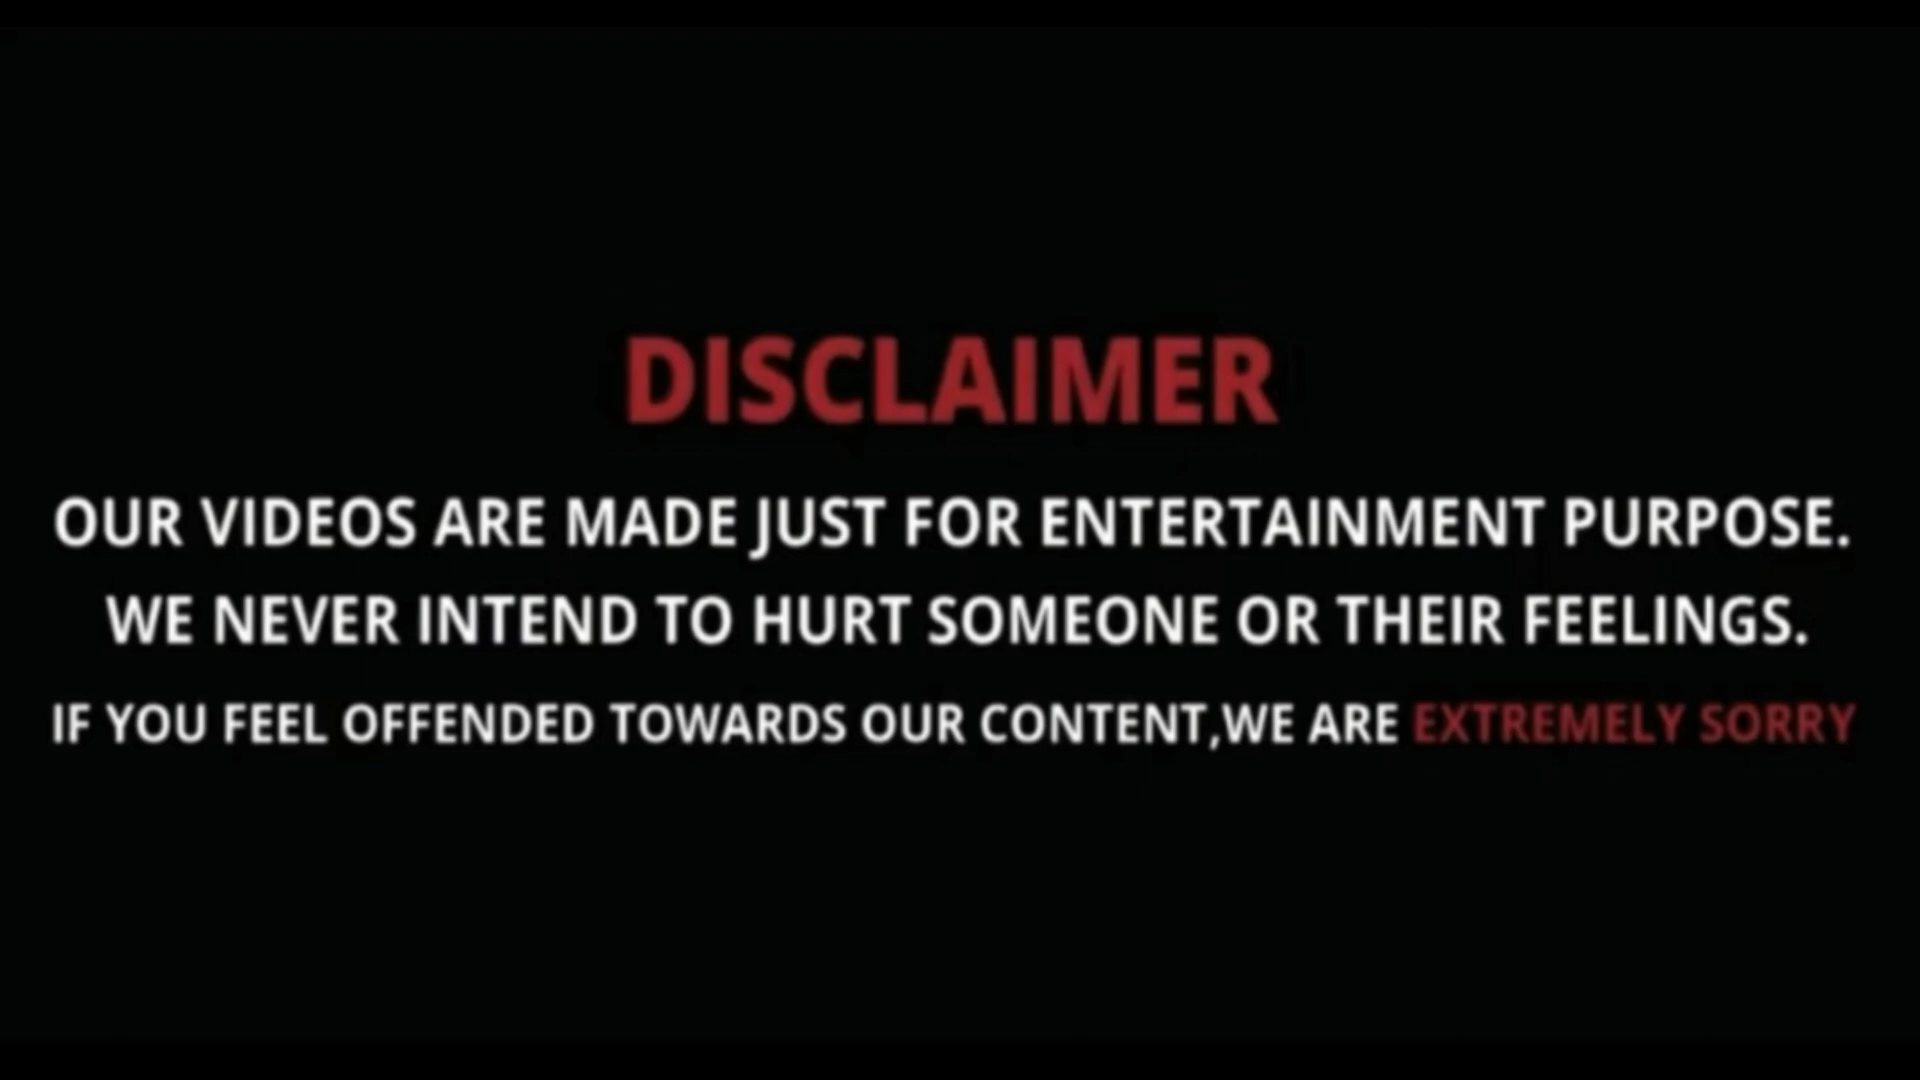 DISCLAIMER
OUR VIDEOS ARE MADE JUST FOR ENTERTAINMENT PURPOSE.
WE NEVER INTEND TO HURT SOMEONE OR THEIR FEELINGS.
IF YOU FEEL OFFENDED TOWARDS OUR CONTENT,WE ARE EXTREMELY SORRY